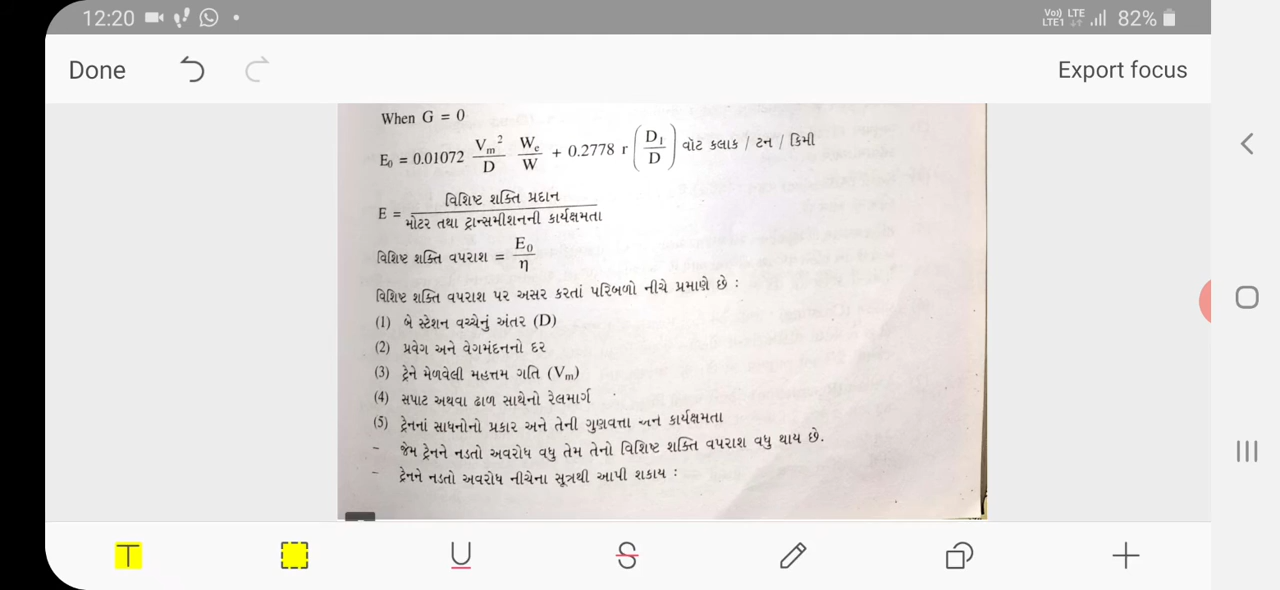 12:20
Vo)) LTE LTE1 82%
Done
Export focus
When G = 0
E₀ = 0.01072 Vₘ²/D Wₑ/W + 0.2778 r (D₁/D) વૉટ કલાક / ટન / કિમી
E = વિશિષ્ટ શક્તિ પ્રદાન / મોટર તથા ટ્રાન્સમીશનની કાર્યક્ષમતા
વિશિષ્ટ શક્તિ વપરાશ = E₀/η
વિશિષ્ટ શક્તિ વપરાશ પર અસર કરતાં પરિબળો નીચે પ્રમાણે છે :
(1) બે સ્ટેશન વચ્ચેનું અંતર (D)
(2) પ્રવેગ અને વેગમંદનનો દર
(3) ટ્રેને મેળવેલી મહત્તમ ગતિ (Vₘ)
(4) સપાટ અથવા ઢાળ સાથેનો રેલમાર્ગ
(5) ટ્રેનનાં સાધનોનો પ્રકાર અને તેની ગુણવત્તા અને કાર્યક્ષમતા
– જેમ ટ્રેનને નડતો અવરોધ વધુ તેમ તેનો વિશિષ્ટ શક્તિ વપરાશ વધુ થાય છે.
– ટ્રેનને નડતો અવરોધ નીચેના સૂત્રથી આપી શકાય :
T
U
S